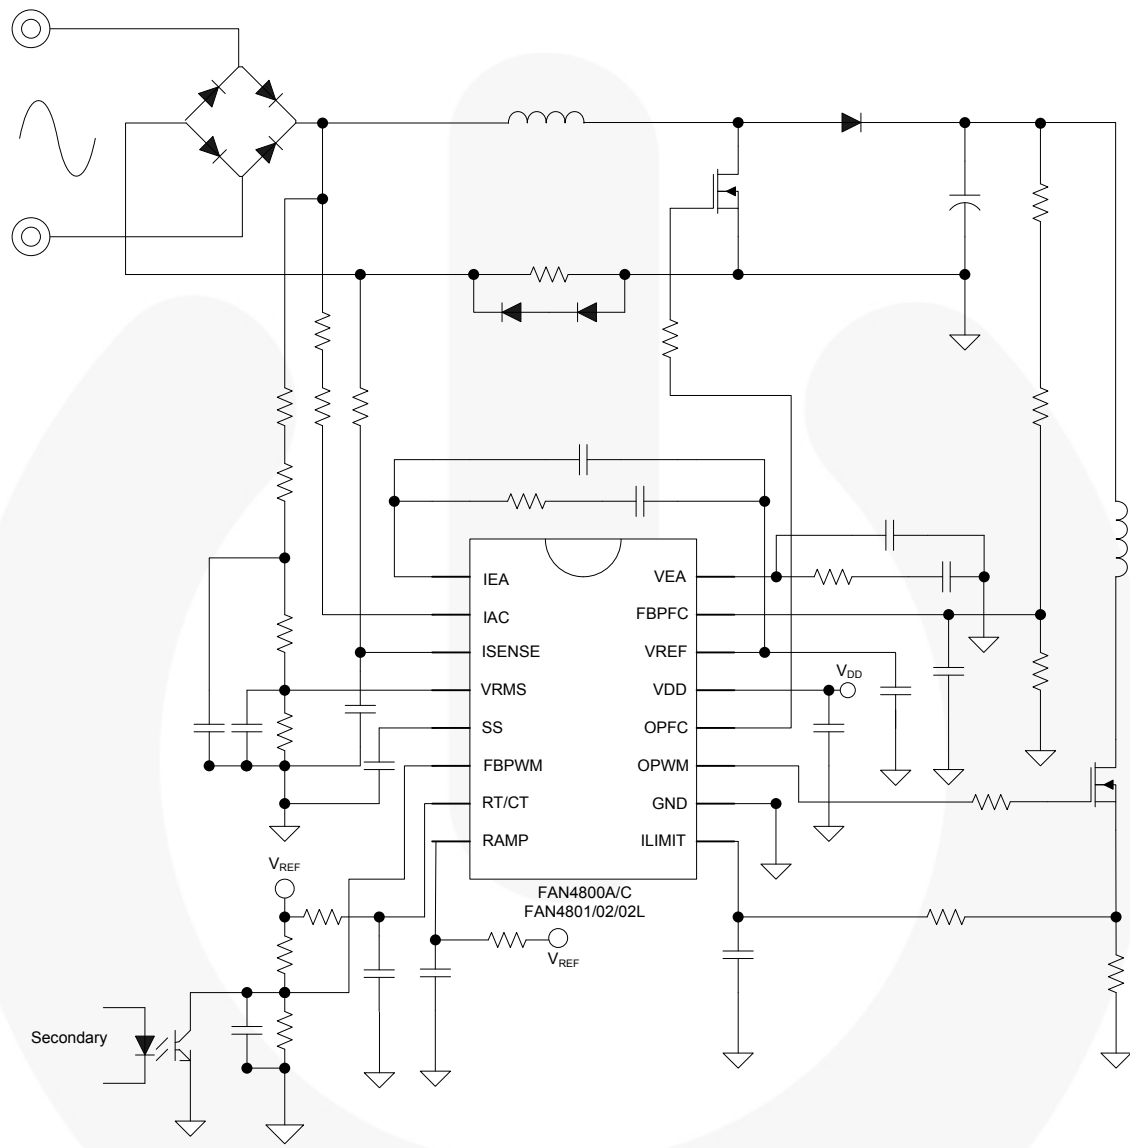 IEA
IAC
ISENSE
VRMS
SS
FBPWM
RT/CT
RAMP
VEA
FBPFC
VREF
VDD
OPFC
OPWM
GND
ILIMIT
VDD
FAN4800A/C
FAN4801/02/02L
VREF
VREF
Secondary